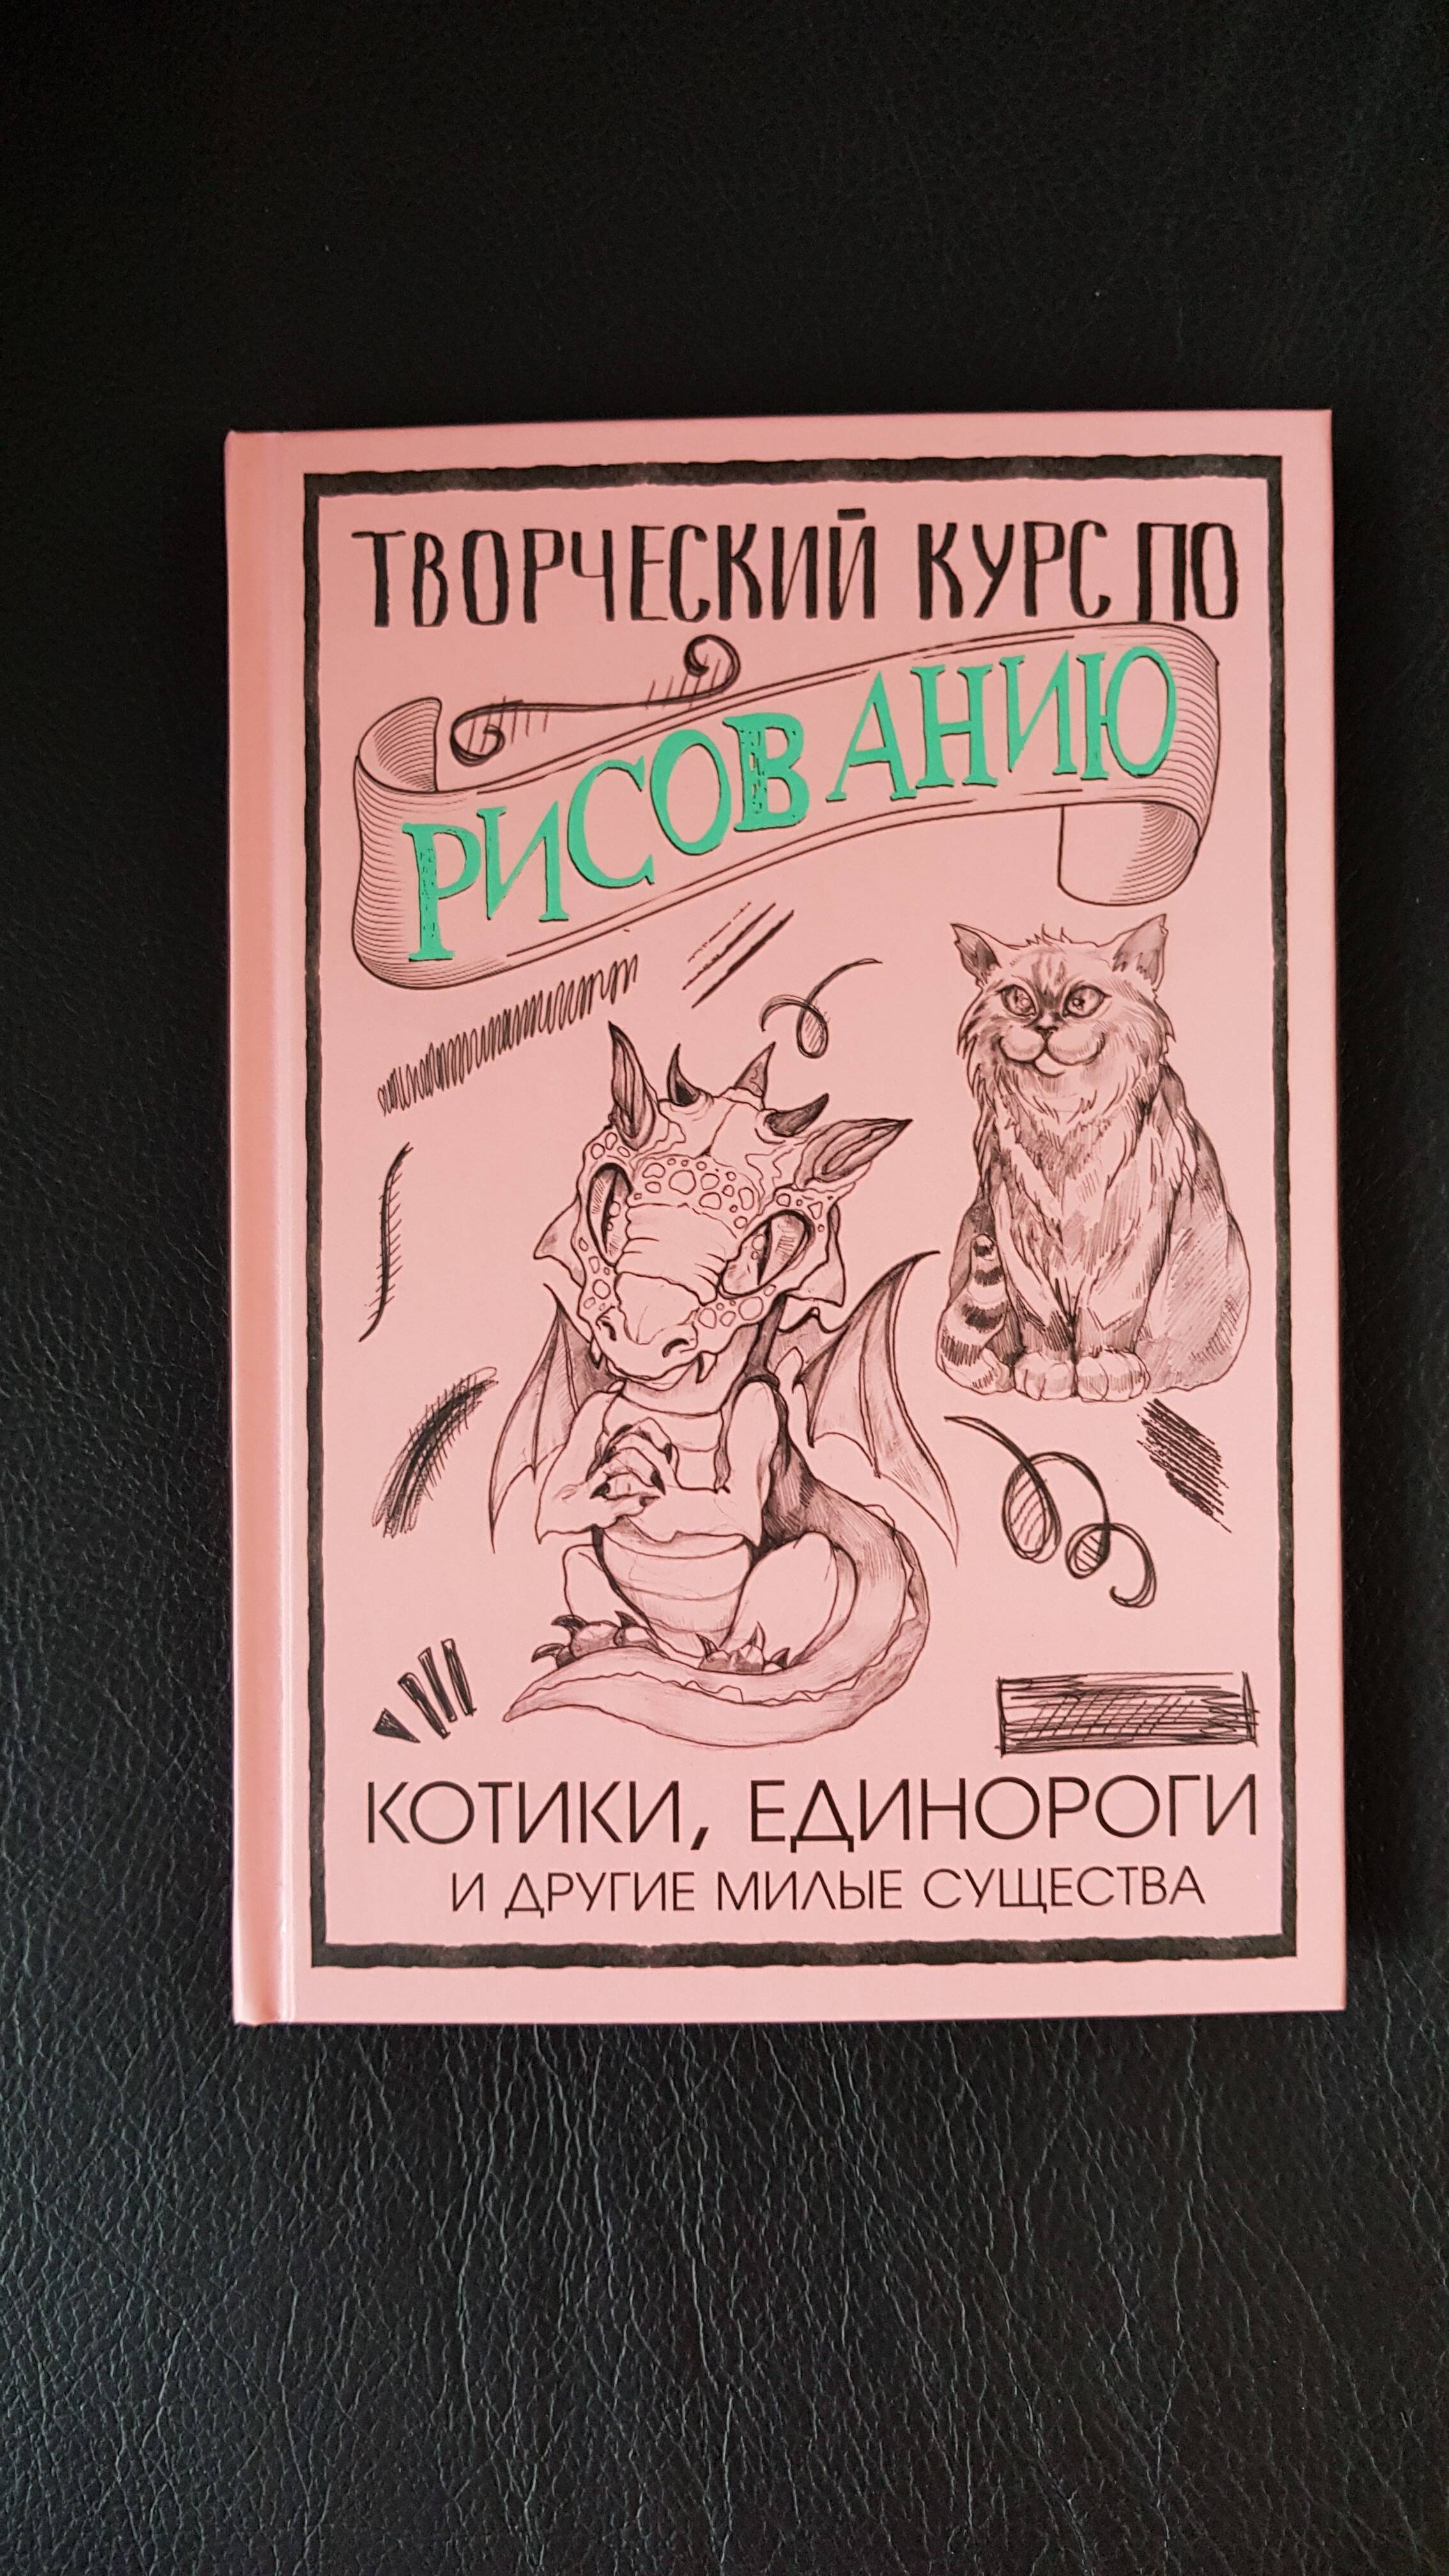 ТВОРЧЕСКИЙ КУРС ПО
РИСОВАНИЮ
КОТИКИ, ЕДИНОРОГИ
И ДРУГИЕ МИЛЫЕ СУЩЕСТВА